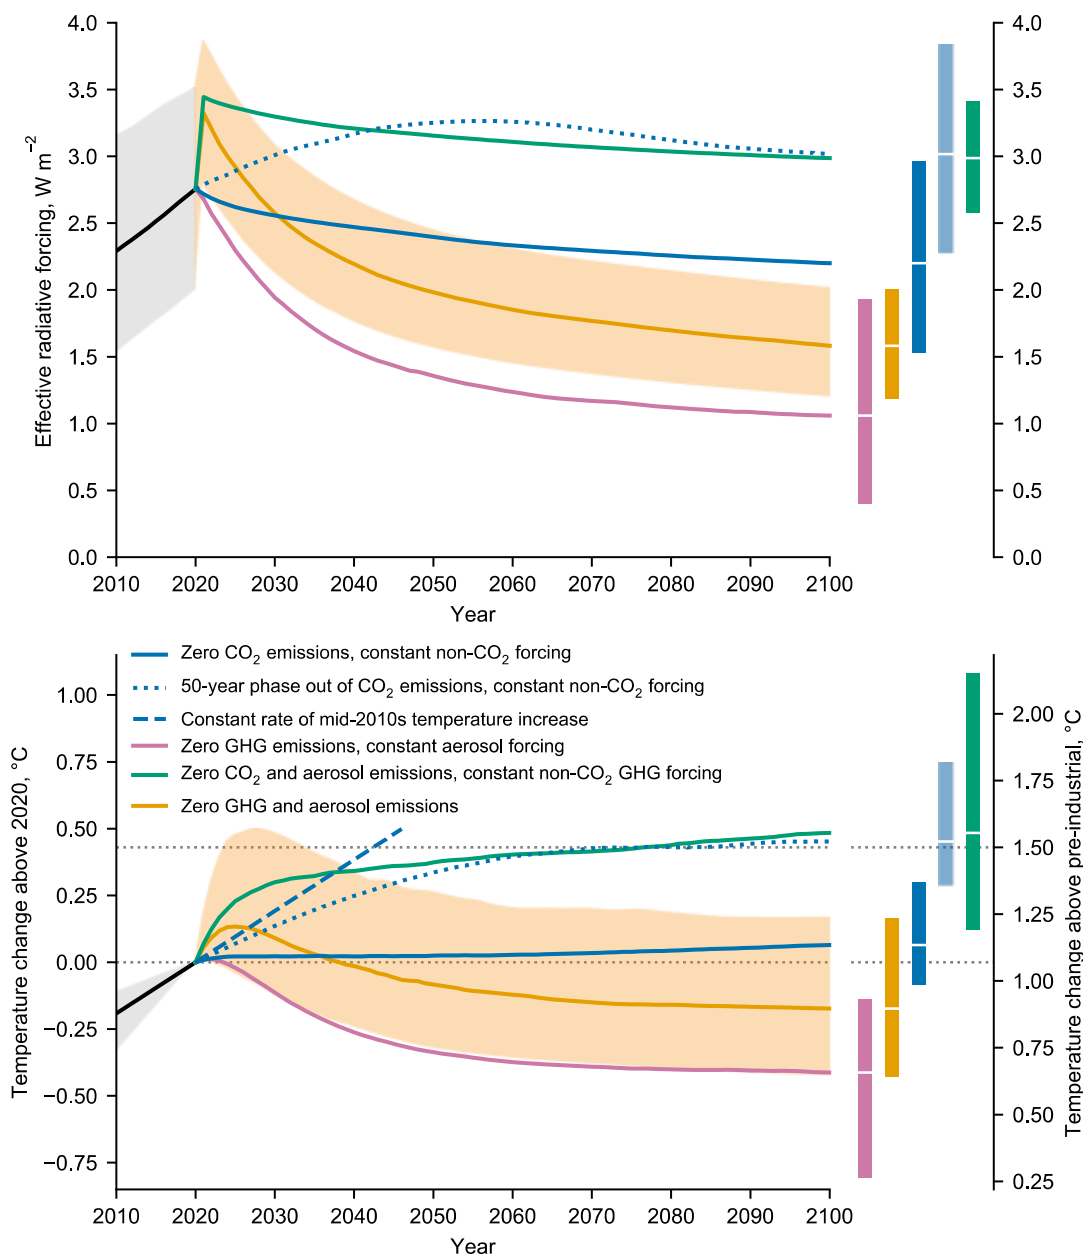 Effective radiative forcing, W m⁻²
4.0 4.0
3.5 3.5
3.0 3.0
2.5 2.5
2.0 2.0
1.5 1.5
1.0 1.0
0.5 0.5
0.0 0.0
2010 2020 2030 2040 2050 2060 2070 2080 2090 2100
Year
Zero CO₂ emissions, constant non-CO₂ forcing
50-year phase out of CO₂ emissions, constant non-CO₂ forcing
Constant rate of mid-2010s temperature increase
Zero GHG emissions, constant aerosol forcing
Zero CO₂ and aerosol emissions, constant non-CO₂ GHG forcing
Zero GHG and aerosol emissions
Temperature change above 2020, °C
1.00
0.75
0.50
0.25
0.00
−0.25
−0.50
−0.75
2.00
1.75
1.50
1.25
1.00
0.75
0.50
0.25
Temperature change above pre-industrial, °C
2010 2020 2030 2040 2050 2060 2070 2080 2090 2100
Year